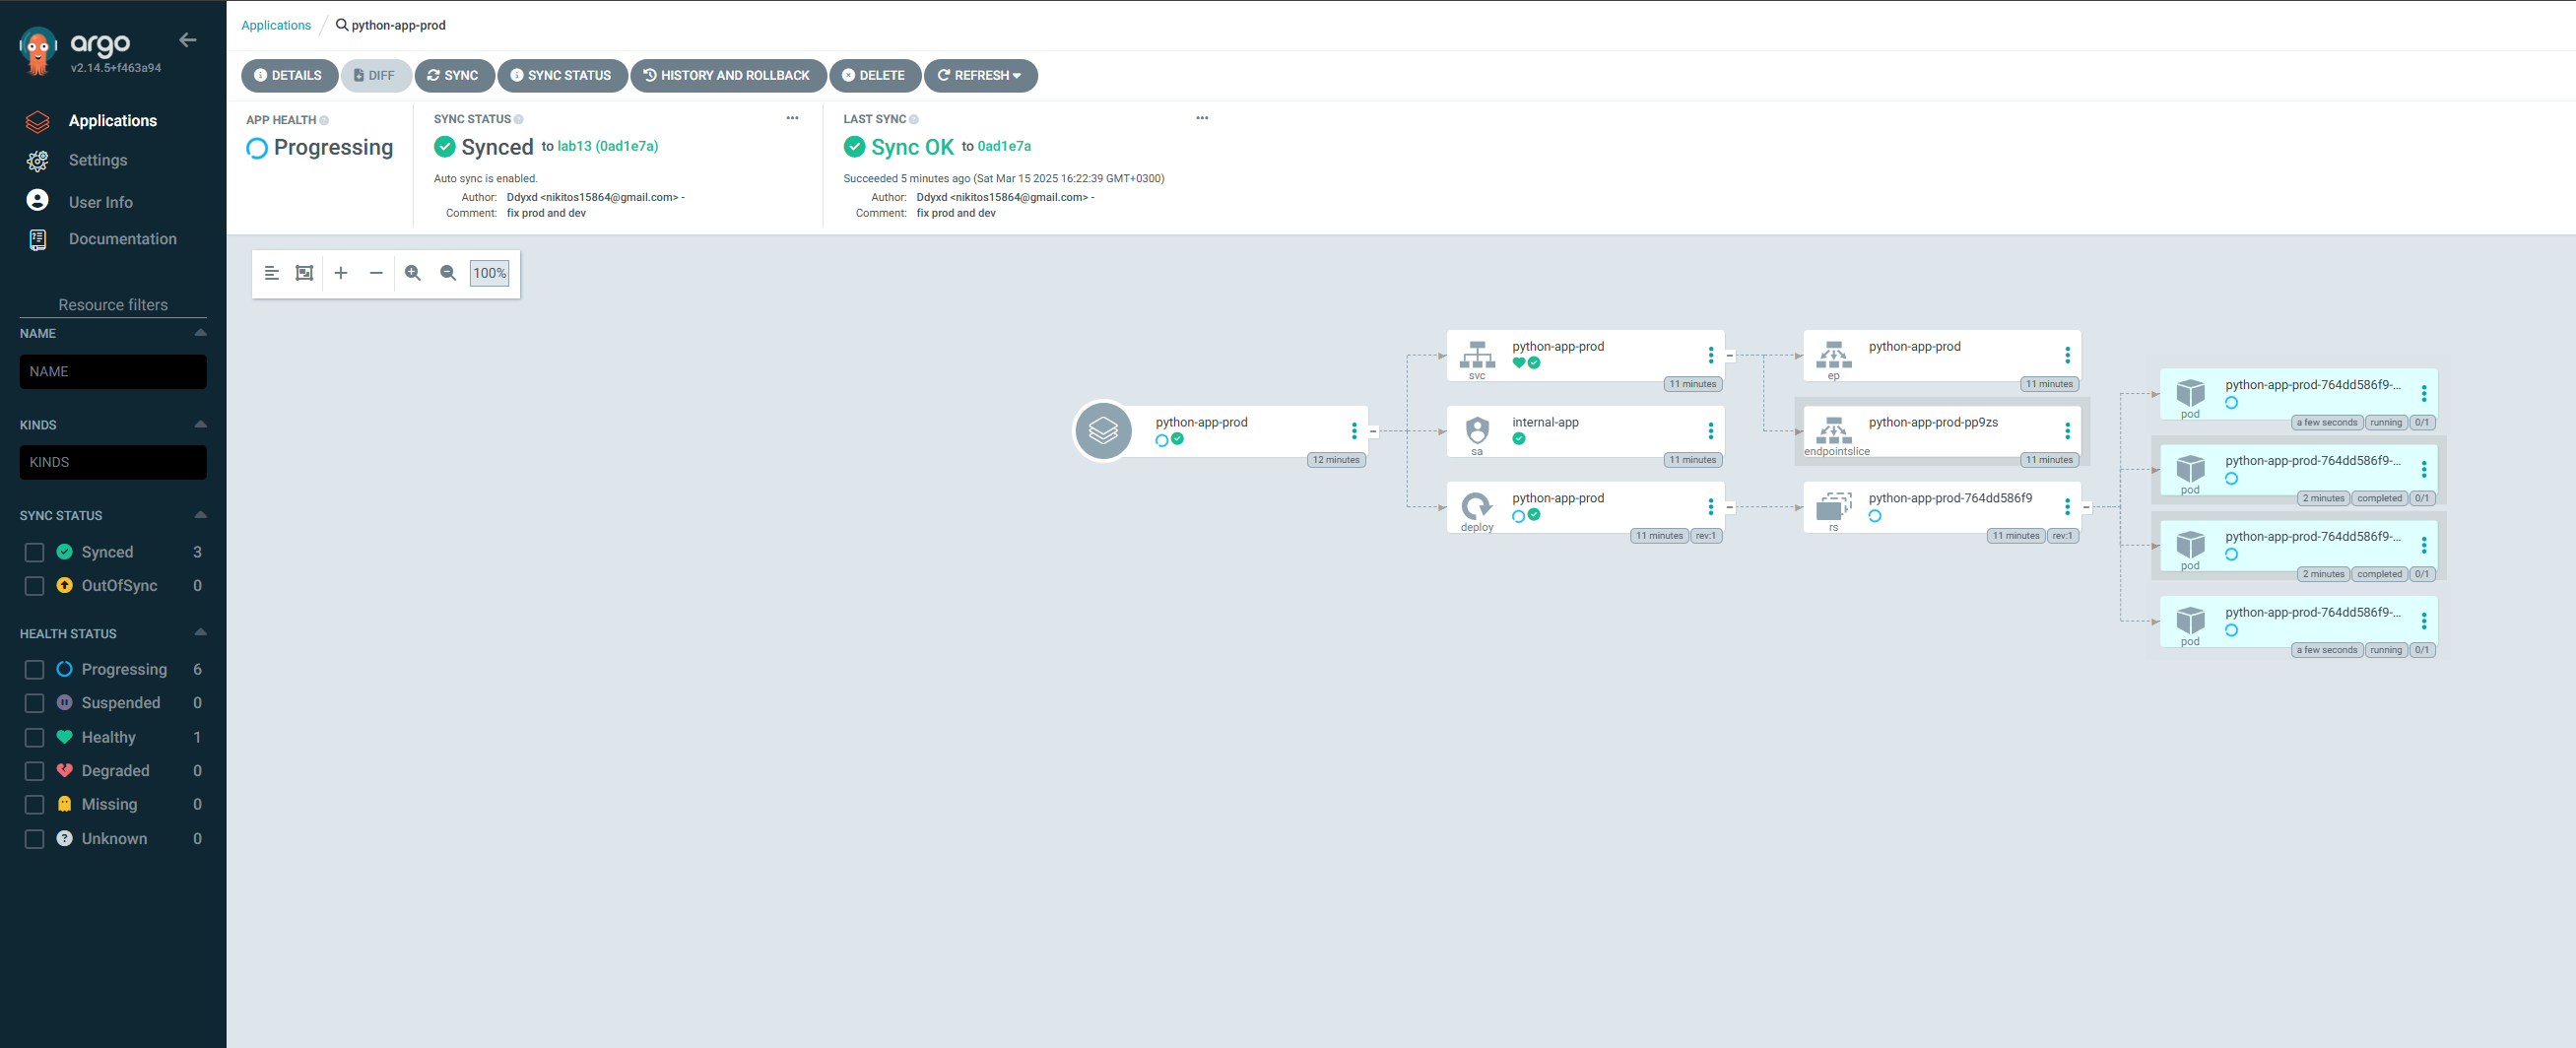 argo
v2.14.5+f463a94
Applications
Settings
User Info
Documentation
Resource filters
NAME
NAME
KINDS
KINDS
SYNC STATUS
Synced 3
OutOfSync 0
HEALTH STATUS
Progressing 6
Suspended 0
Healthy 1
Degraded 0
Missing 0
Unknown 0
Applications / python-app-prod
DETAILS DIFF SYNC SYNC STATUS HISTORY AND ROLLBACK DELETE REFRESH
APP HEALTH
Progressing
SYNC STATUS
Synced to lab13 (0ad1e7a)
Auto sync is enabled.
Author: Ddyxd <nikitos15864@gmail.com> -
Comment: fix prod and dev
LAST SYNC
Sync OK to 0ad1e7a
Succeeded 5 minutes ago (Sat Mar 15 2025 16:22:39 GMT+0300)
Author: Ddyxd <nikitos15864@gmail.com> -
Comment: fix prod and dev
100%
python-app-prod
12 minutes
python-app-prod
svc
11 minutes
internal-app
sa
11 minutes
python-app-prod
deploy
11 minutes rev:1
python-app-prod
ep
11 minutes
python-app-prod-pp9zs
endpointslice
11 minutes
python-app-prod-764dd586f9
rs
11 minutes rev:1
python-app-prod-764dd586f9-...
pod
a few seconds running 0/1
python-app-prod-764dd586f9-...
pod
2 minutes completed 0/1
python-app-prod-764dd586f9-...
pod
2 minutes completed 0/1
python-app-prod-764dd586f9-...
pod
a few seconds running 0/1